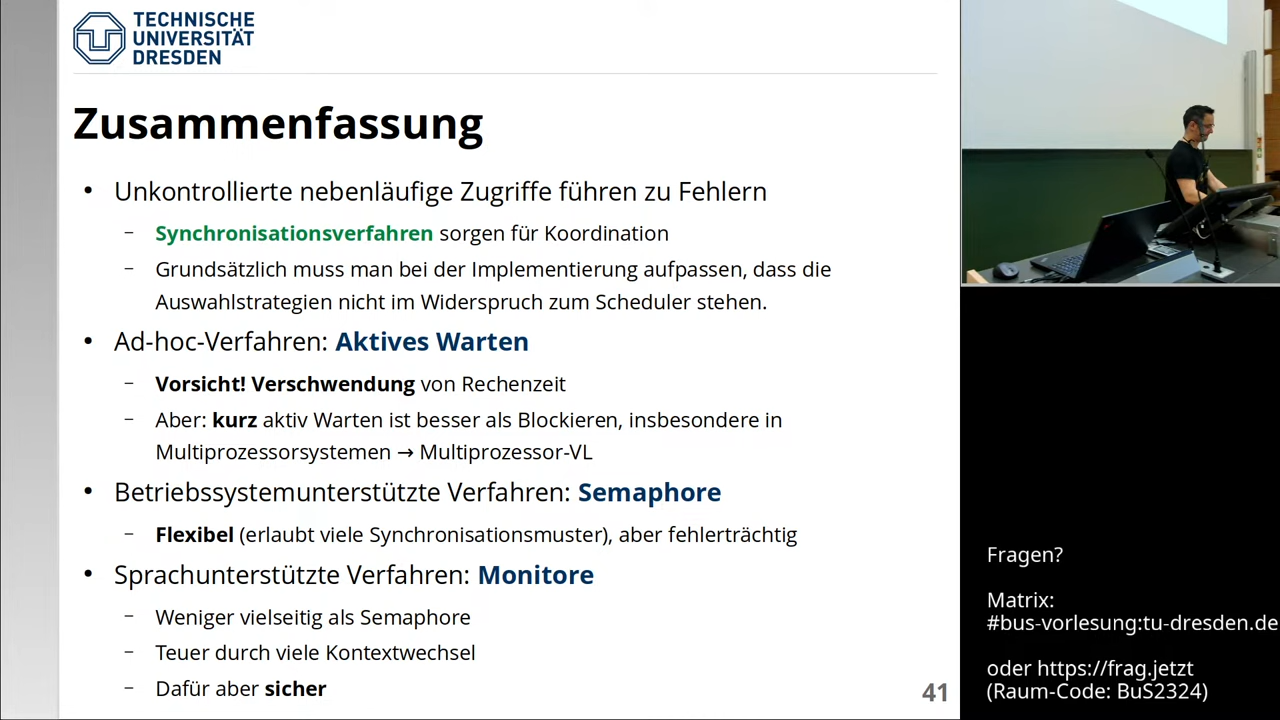 TECHNISCHE
UNIVERSITÄT
DRESDEN
Zusammenfassung
• Unkontrollierte nebenläufige Zugriffe führen zu Fehlern
– Synchronisationsverfahren sorgen für Koordination
– Grundsätzlich muss man bei der Implementierung aufpassen, dass die
Auswahlstrategien nicht im Widerspruch zum Scheduler stehen.
• Ad-hoc-Verfahren: Aktives Warten
– Vorsicht! Verschwendung von Rechenzeit
– Aber: kurz aktiv Warten ist besser als Blockieren, insbesondere in
Multiprozessorsystemen → Multiprozessor-VL
• Betriebssystemunterstützte Verfahren: Semaphore
– Flexibel (erlaubt viele Synchronisationsmuster), aber fehlerträchtig
• Sprachunterstützte Verfahren: Monitore
– Weniger vielseitig als Semaphore
– Teuer durch viele Kontextwechsel
– Dafür aber sicher
41
Fragen?
Matrix:
#bus-vorlesung:tu-dresden.de
oder https://frag.jetzt
(Raum-Code: BuS2324)